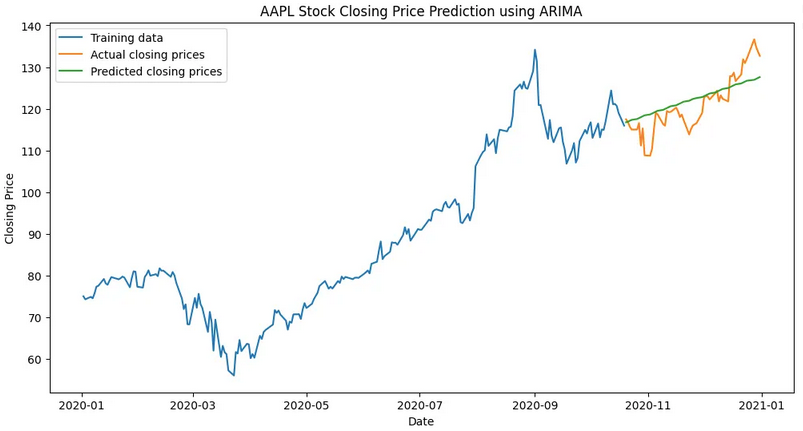 AAPL Stock Closing Price Prediction using ARIMA
Training data
Actual closing prices
Predicted closing prices
Closing Price
140
130
120
110
100
90
80
70
60
2020-01
2020-03
2020-05
2020-07
2020-09
2020-11
2021-01
Date